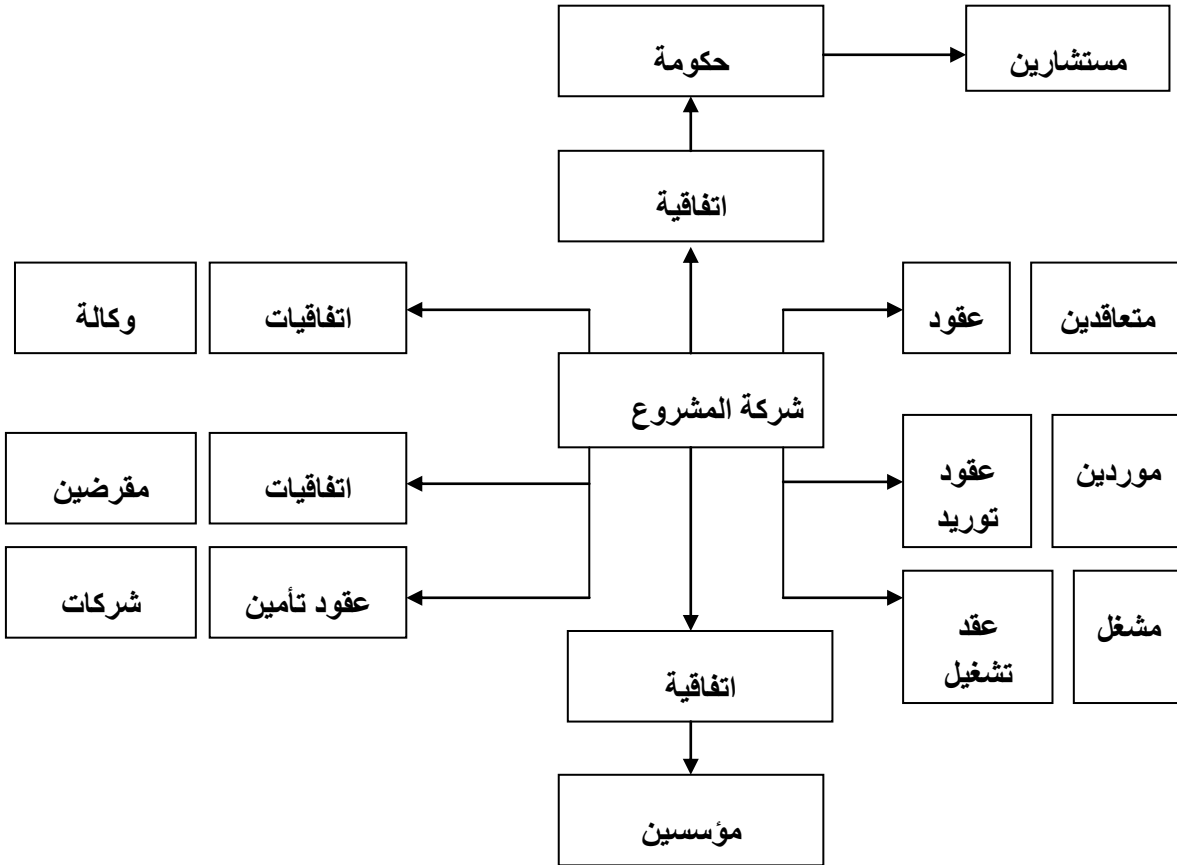 حكومة
مستشارين
اتفاقية
متعاقدين
عقود
اتفاقيات
وكالة
شركة المشروع
موردين
عقود
توريد
اتفاقيات
مقرضين
مشغل
عقد
تشغيل
عقود تأمين
شركات
اتفاقية
مؤسسين